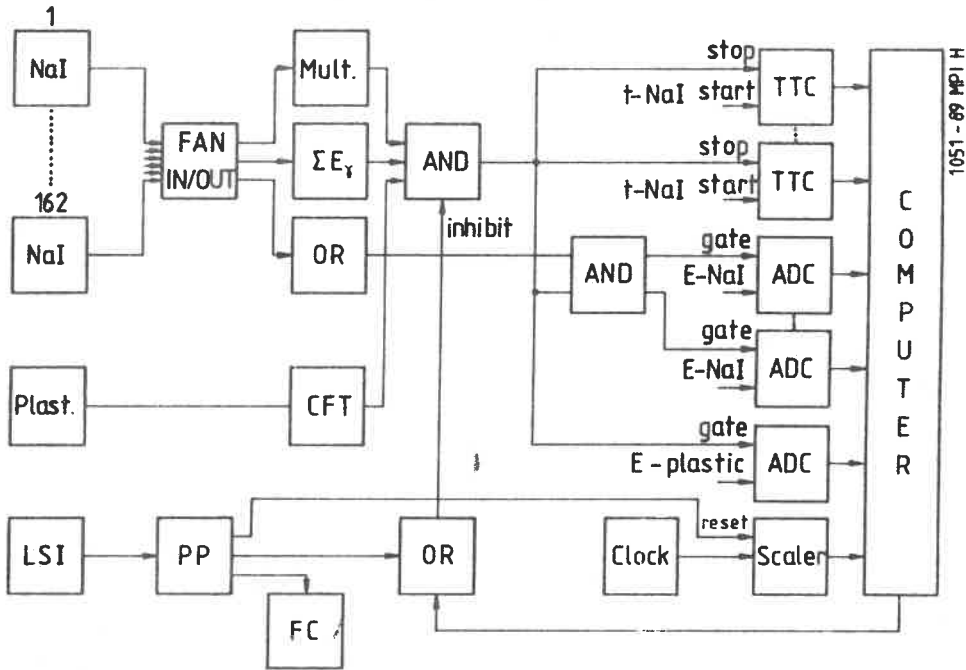 1
NaI
162
NaI
FAN
IN/OUT
Mult.
ΣEγ
OR
AND
inhibit
Plast.
CFT
LSI
PP
FC
OR
AND
stop
t-NaI start
TTC
stop
t-NaI start
TTC
gate
E-NaI
ADC
gate
E-NaI
ADC
gate
E-plastic
ADC
reset
Clock
Scaler
COMPUTER
1051-89 MPI H